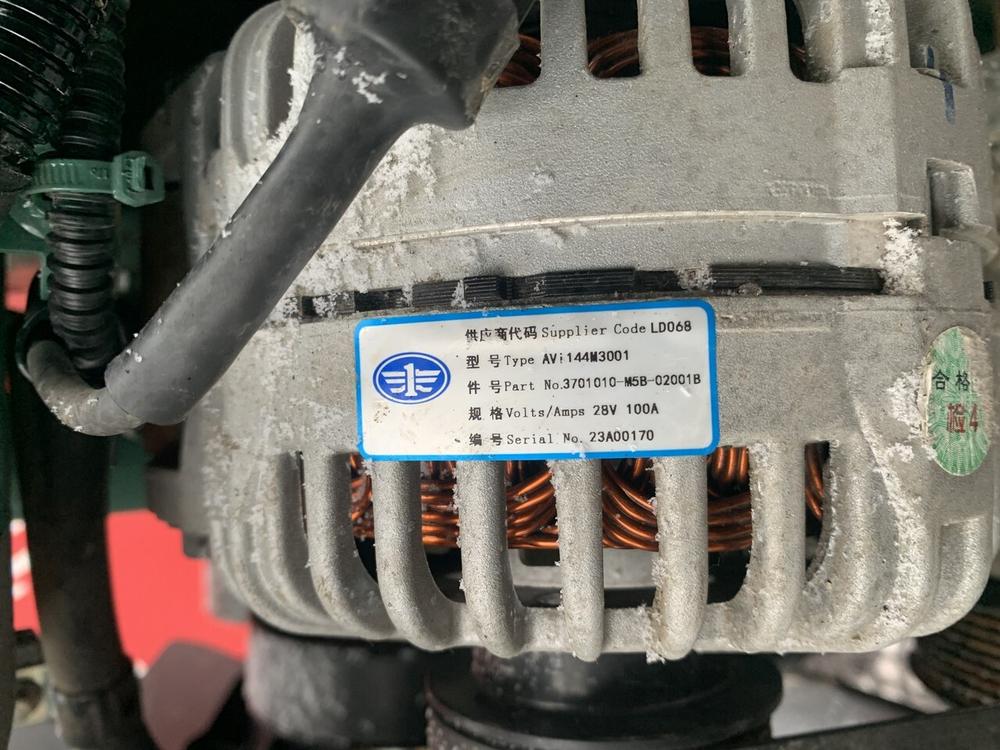 供应商代码 Supplier Code LD068
型 号 Type AVi144M3001
件 号 Part No.3701010-M5B-02001B
规 格 Volts/Amps 28V 100A
编 号 Serial No. 23A00170
合格
检4